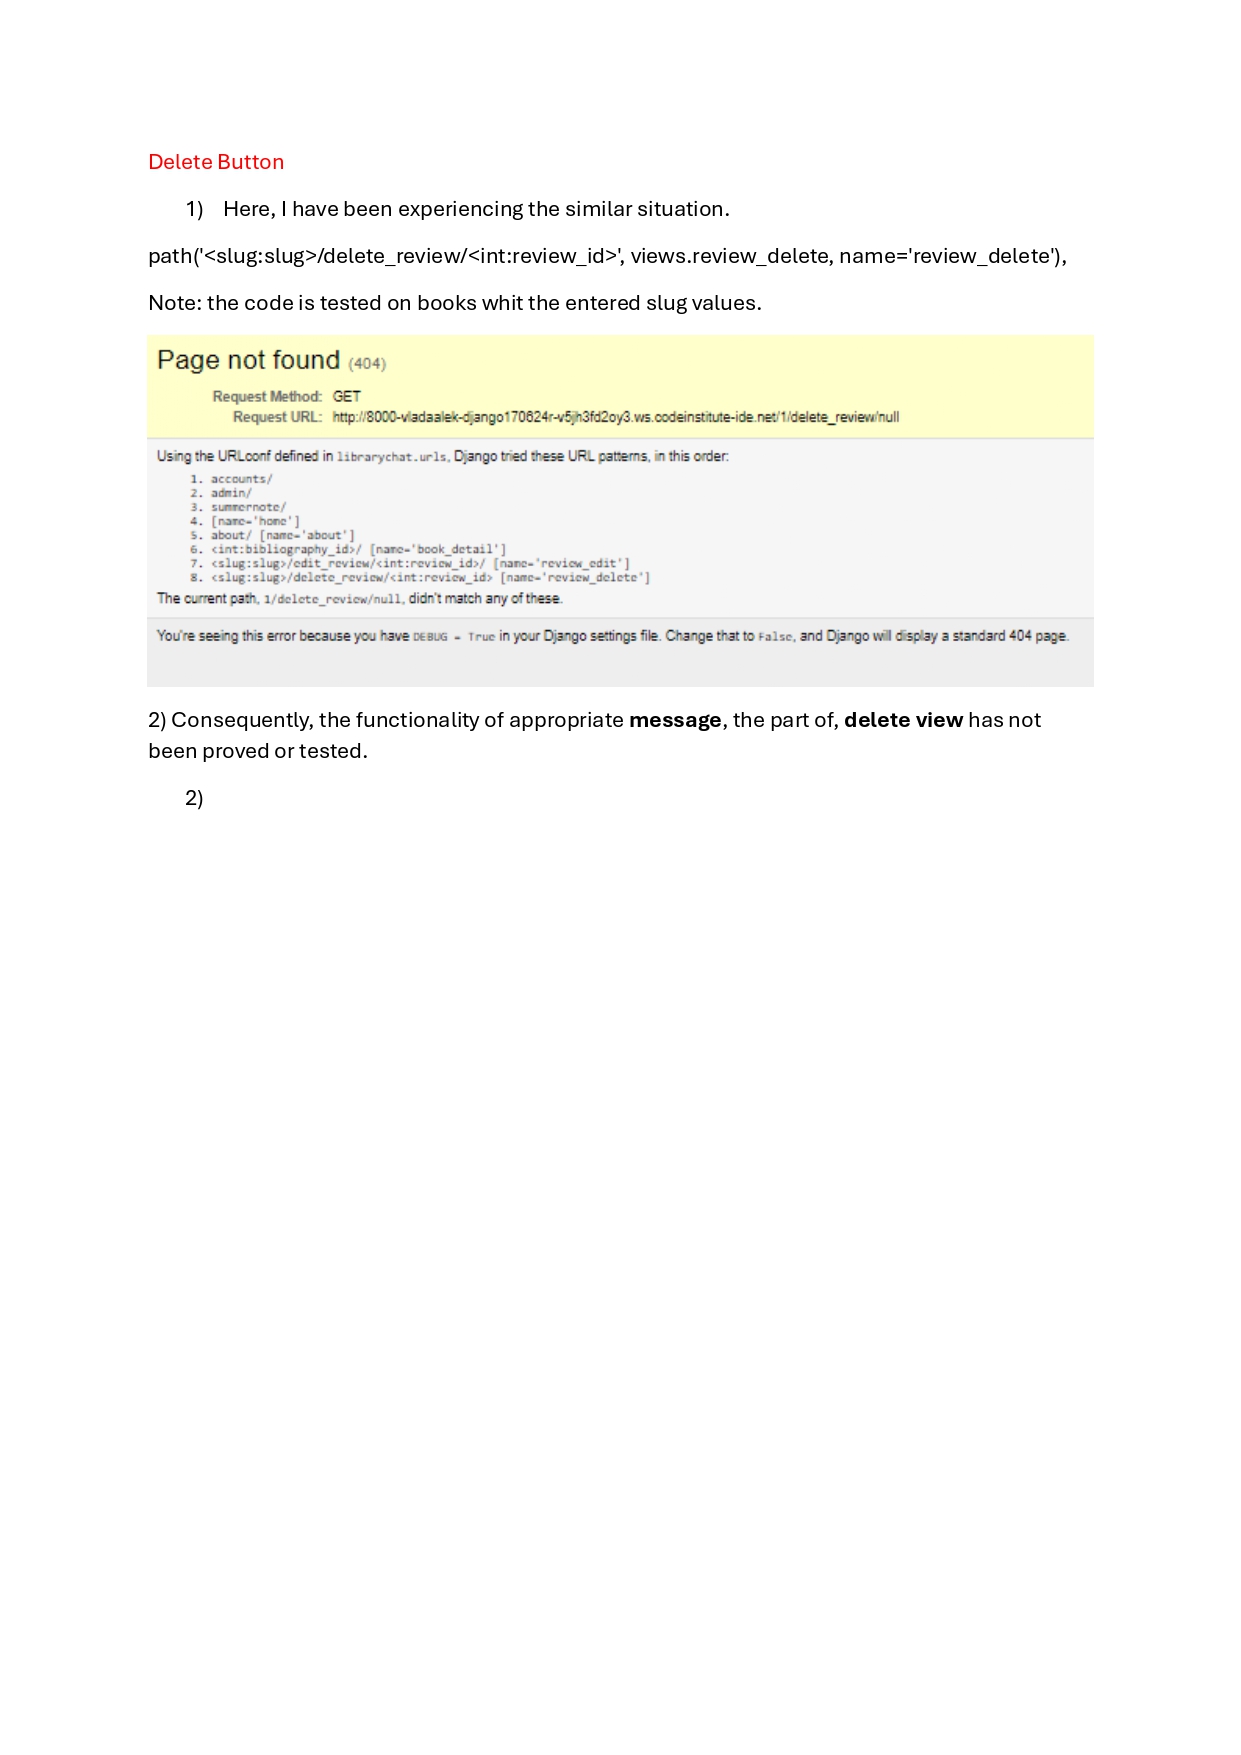 Delete Button
1) Here, I have been experiencing the similar situation.
path('<slug:slug>/delete_review/<int:review_id>', views.review_delete, name='review_delete'),
Note: the code is tested on books whit the entered slug values.
Page not found (404)
Request Method: GET
Request URL: http://8000-vladaalek-django170624r-v5jh3fd2oy3.ws.codeinstitute-ide.net/1/delete_review/null
Using the URLconf defined in librarychat.urls, Django tried these URL patterns, in this order:
1. accounts/
2. admin/
3. summernote/
4. [name='home']
5. about/ [name='about']
6. <int:bibliography_id>/ [name='book_detail']
7. <slug:slug>/edit_review/<int:review_id>/ [name='review_edit']
8. <slug:slug>/delete_review/<int:review_id> [name='review_delete']
The current path, 1/delete_review/null, didn't match any of these.
You're seeing this error because you have DEBUG = True in your Django settings file. Change that to False, and Django will display a standard 404 page.
2) Consequently, the functionality of appropriate message, the part of, delete view has not
been proved or tested.
2)